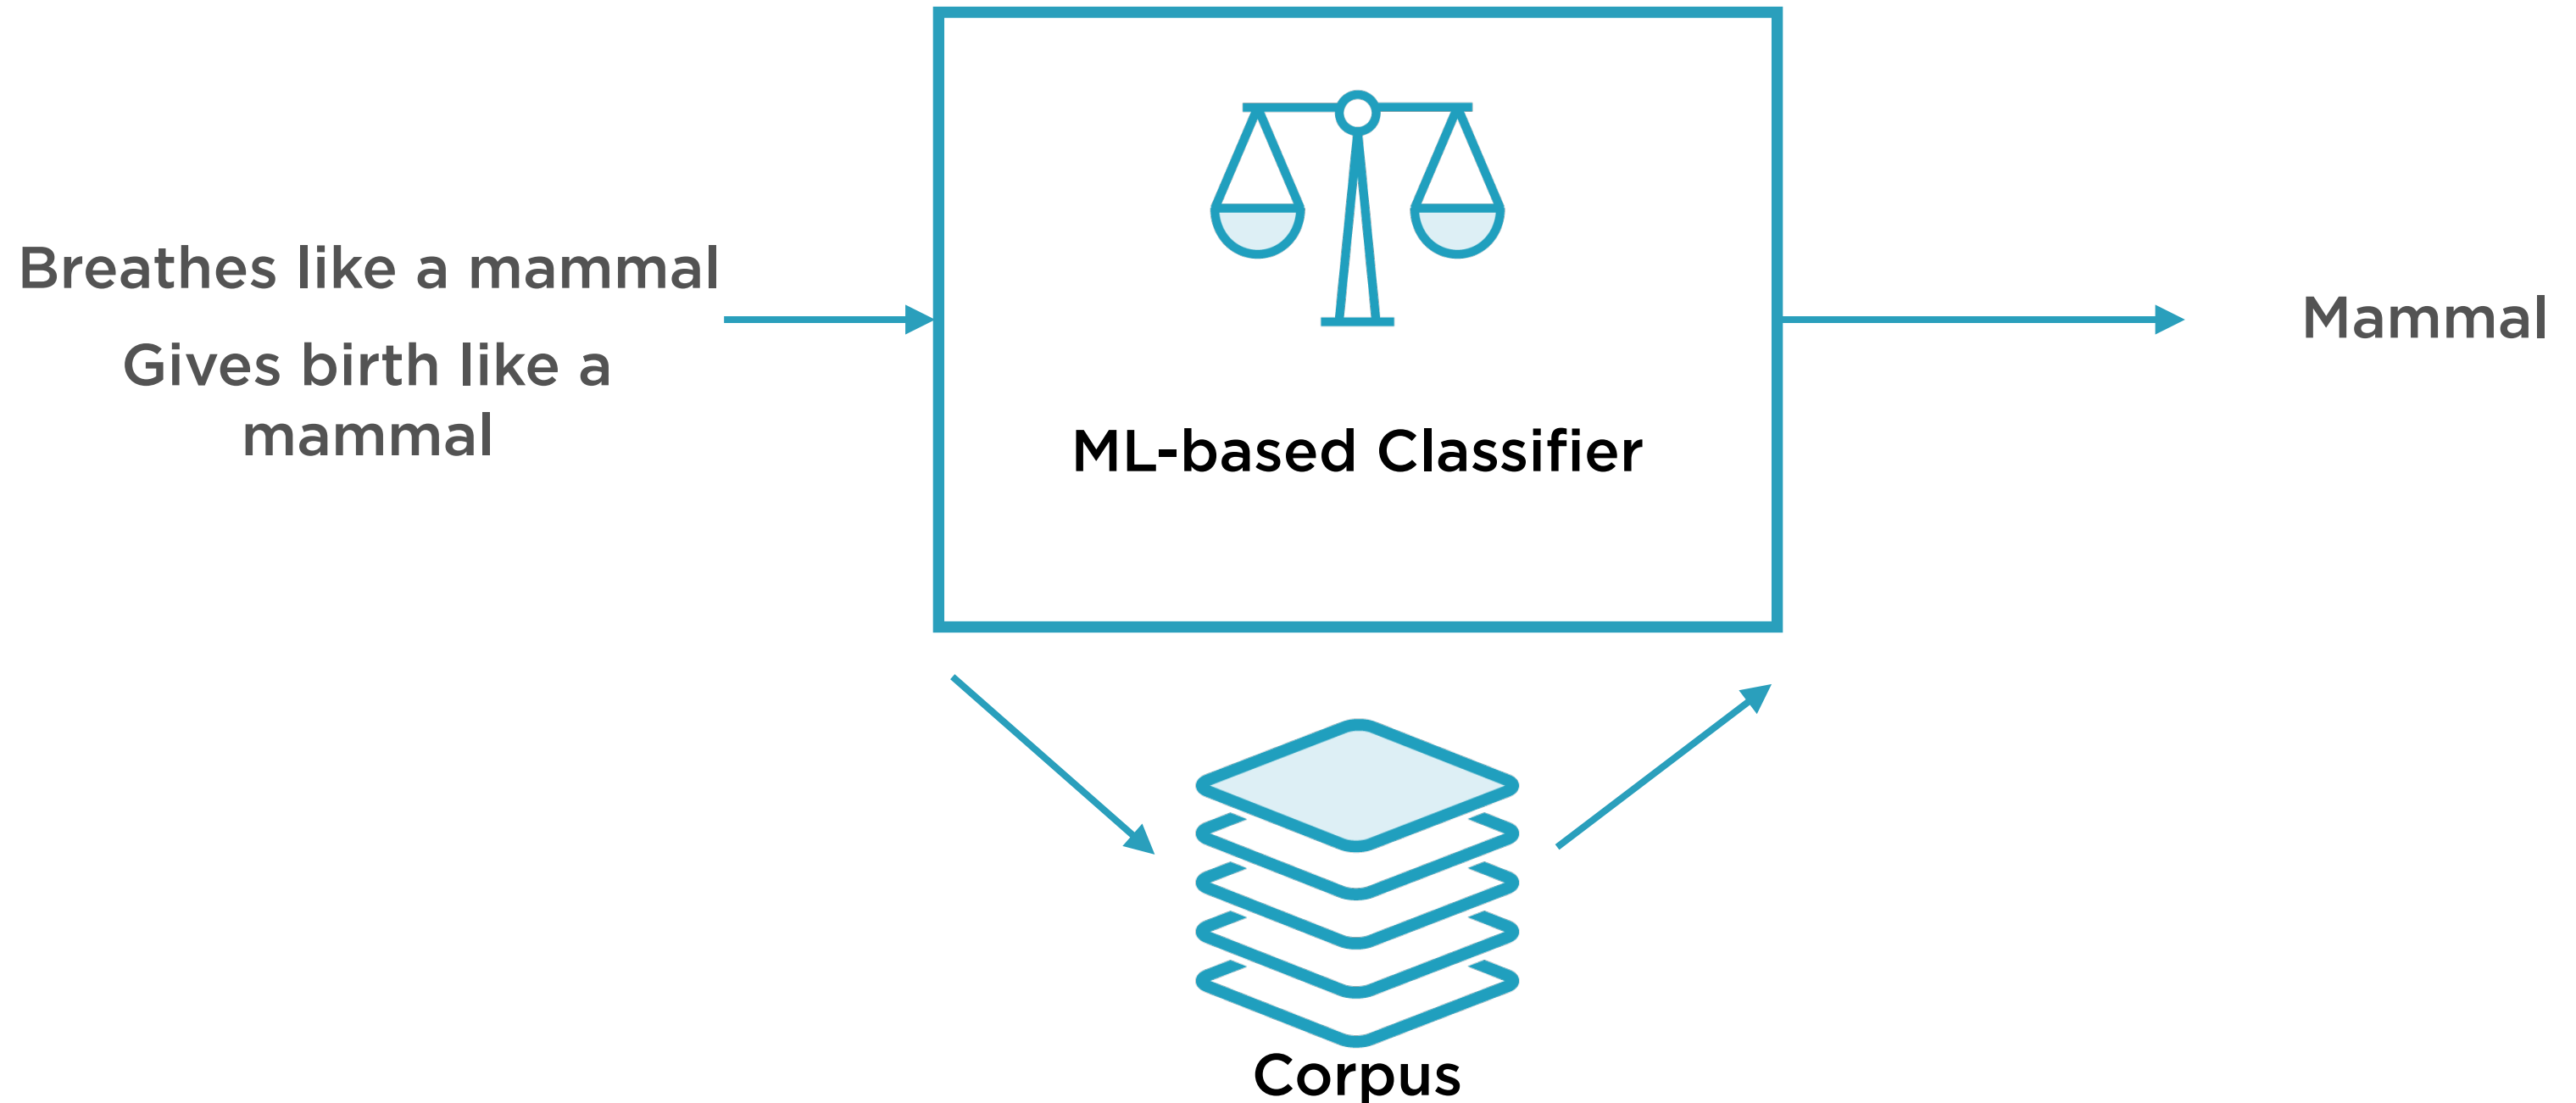 Breathes like a mammal
Gives birth like a
mammal
ML-based Classifier
Mammal
Corpus